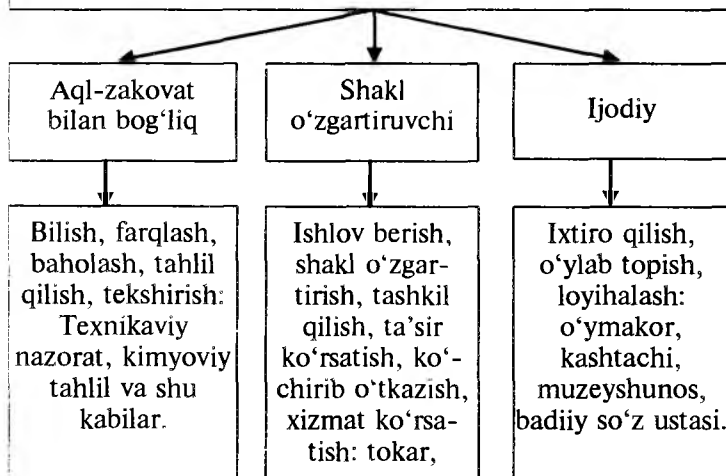 Aql-zakovat
bilan bog‘liq
Shakl
o‘zgartiruvchi
Ijodiy
Bilish, farqlash,
baholash, tahlil
qilish, tekshirish:
Texnikaviy
nazorat, kimyoviy
tahlil va shu
kabilar.
Ishlov berish,
shakl o‘zgar-
tirish, tashkil
qilish, ta’sir
ko‘rsatish, ko‘-
chirib o‘tkazish,
xizmat ko‘rsa-
tish: tokar,
Ixtiro qilish,
o‘ylab topish,
loyihalash:
o‘ymakor,
kashtachi,
muzeyshunos,
badiiy so‘z ustasi.